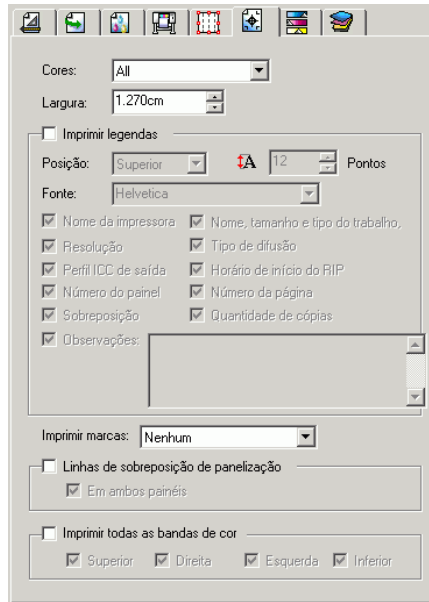 Cores: All
Largura: 1.270cm
Imprimir legendas
Posição: Superior A 12 Pontos
Fonte: Helvetica
Nome da impressora Nome, tamanho e tipo do trabalho,
Resolução Tipo de difusão
Perfil ICC de saída Horário de início do RIP
Número do painel Número da página
Sobreposição Quantidade de cópias
Observações:
Imprimir marcas: Nenhum
Linhas de sobreposição de panelização
Em ambos painéis
Imprimir todas as bandas de cor
Superior Direita Esquerda Inferior